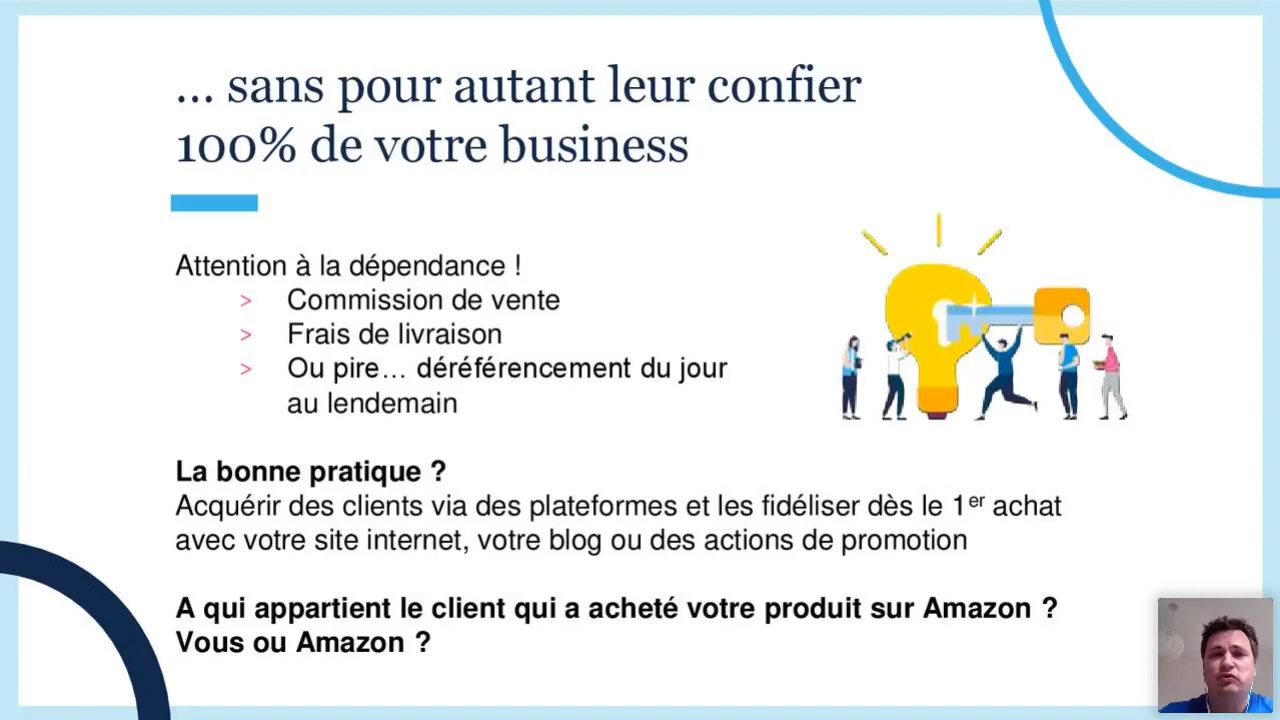 ... sans pour autant leur confier
100% de votre business
Attention à la dépendance !
> Commission de vente
> Frais de livraison
> Ou pire… déréférencement du jour
au lendemain
La bonne pratique ?
Acquérir des clients via des plateformes et les fidéliser dès le 1er achat
avec votre site internet, votre blog ou des actions de promotion
A qui appartient le client qui a acheté votre produit sur Amazon ?
Vous ou Amazon ?